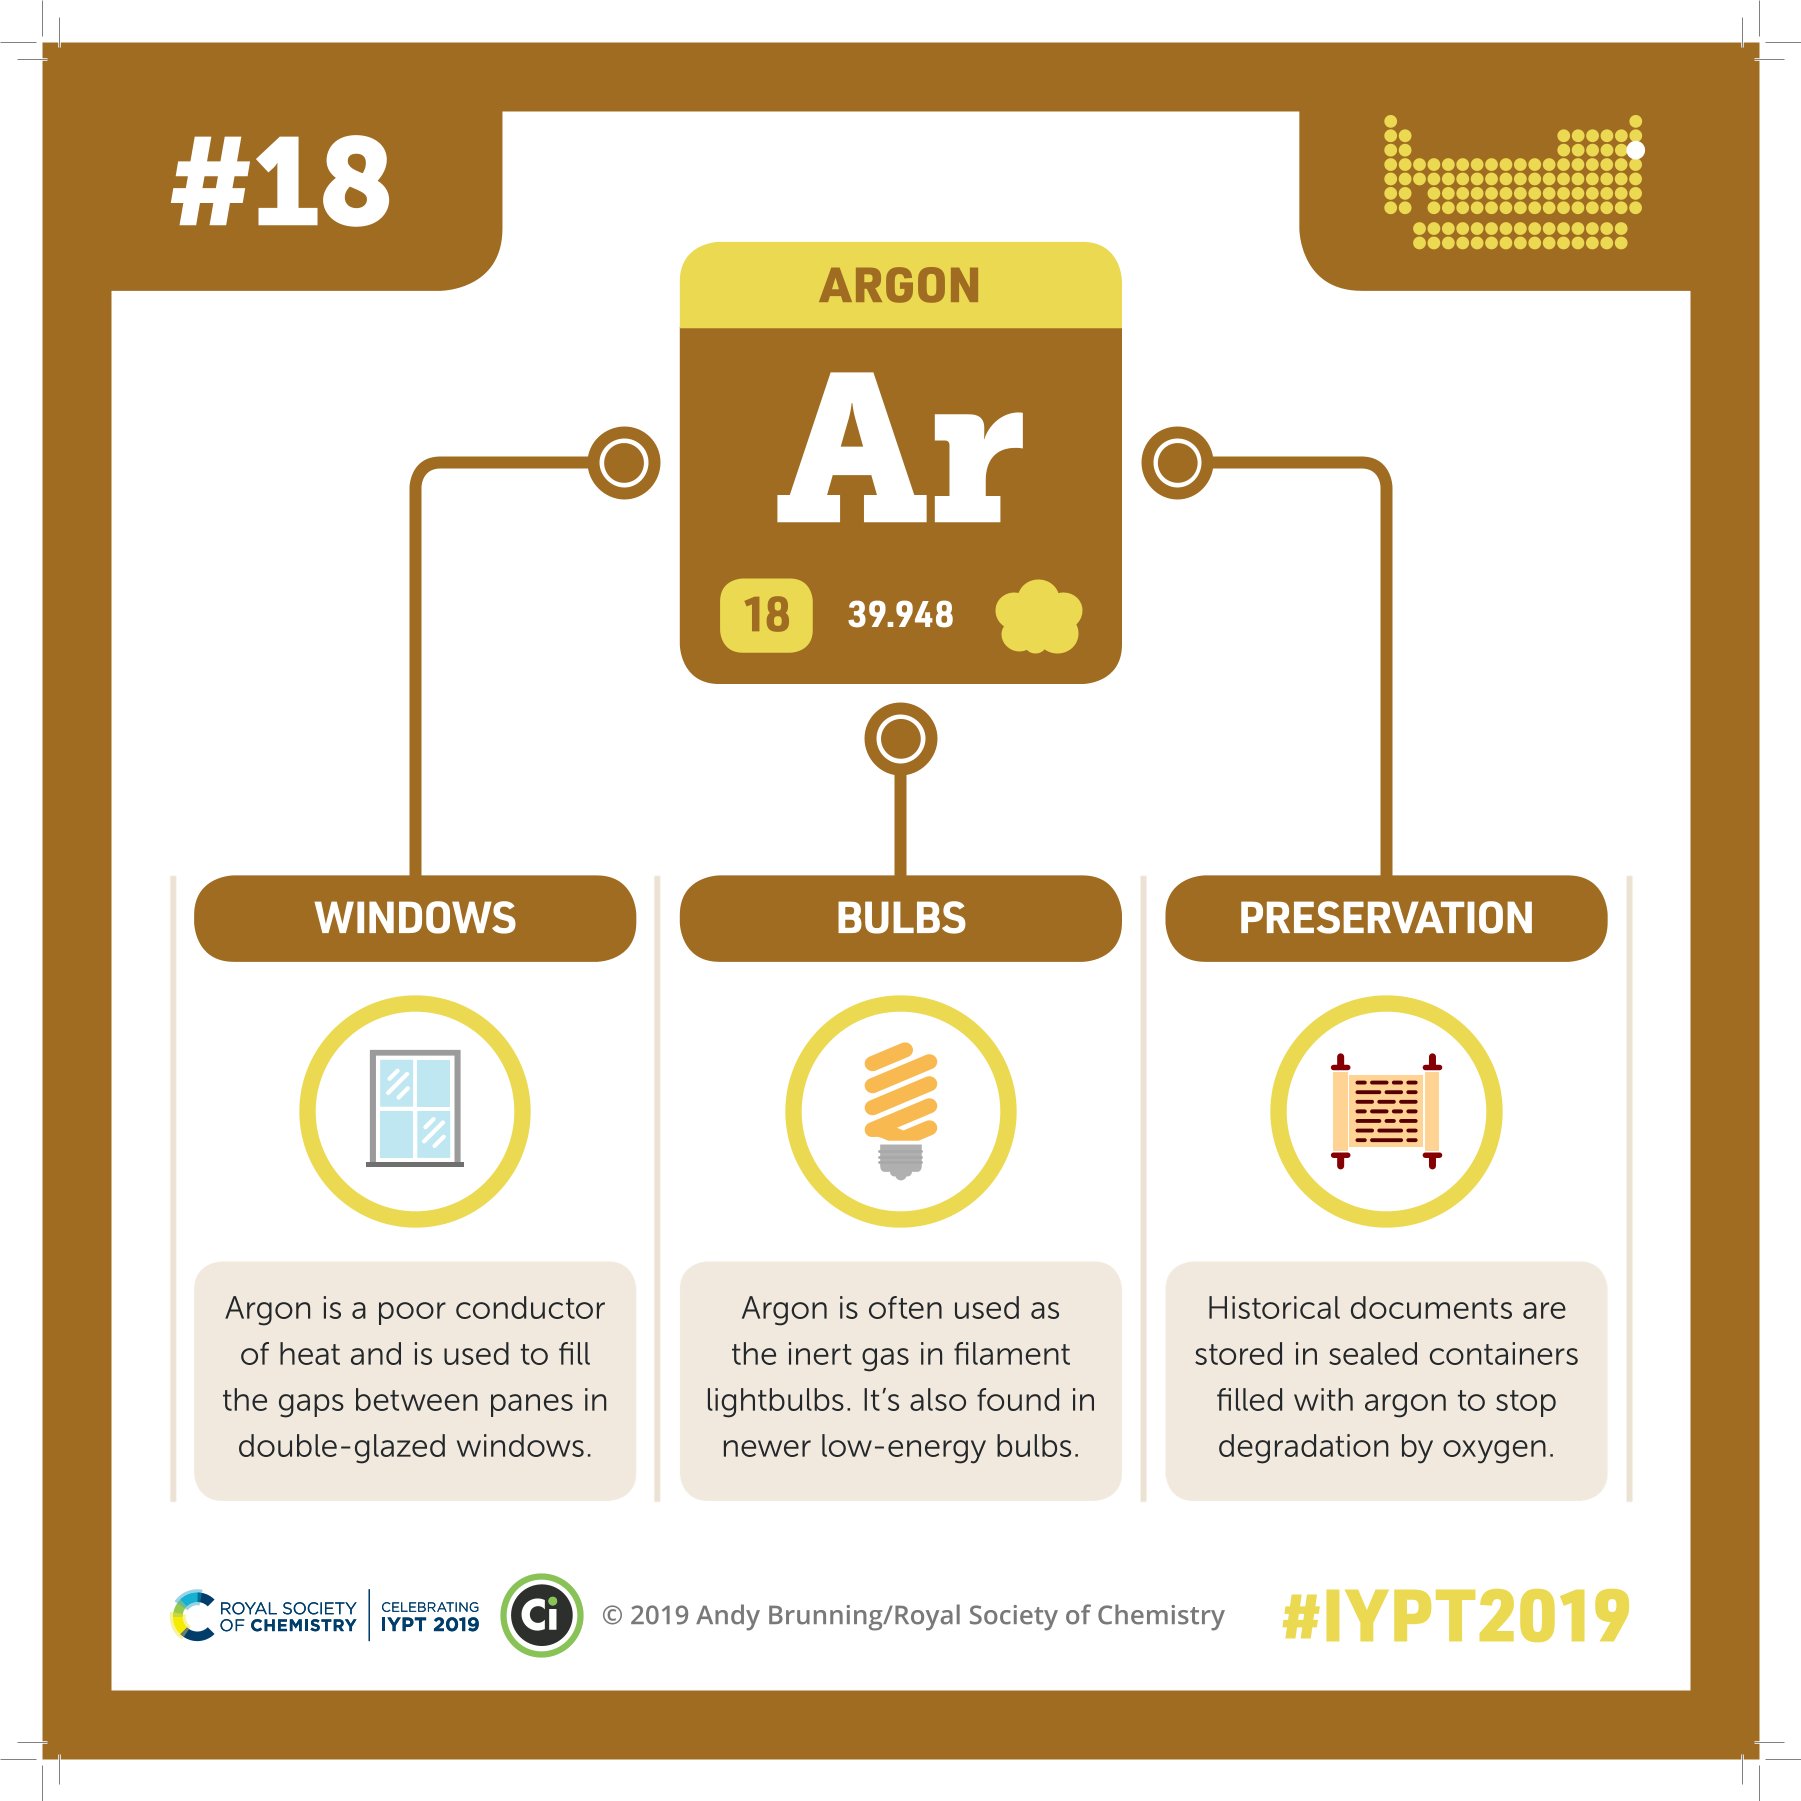 #18
ARGON
Ar
18
39.948
WINDOWS
Argon is a poor conductor
of heat and is used to fill
the gaps between panes in
double-glazed windows.
BULBS
Argon is often used as
the inert gas in filament
lightbulbs. It’s also found in
newer low-energy bulbs.
PRESERVATION
Historical documents are
stored in sealed containers
filled with argon to stop
degradation by oxygen.
ROYAL SOCIETY
OF CHEMISTRY
CELEBRATING
IYPT 2019
Ci
© 2019 Andy Brunning/Royal Society of Chemistry
#IYPT2019